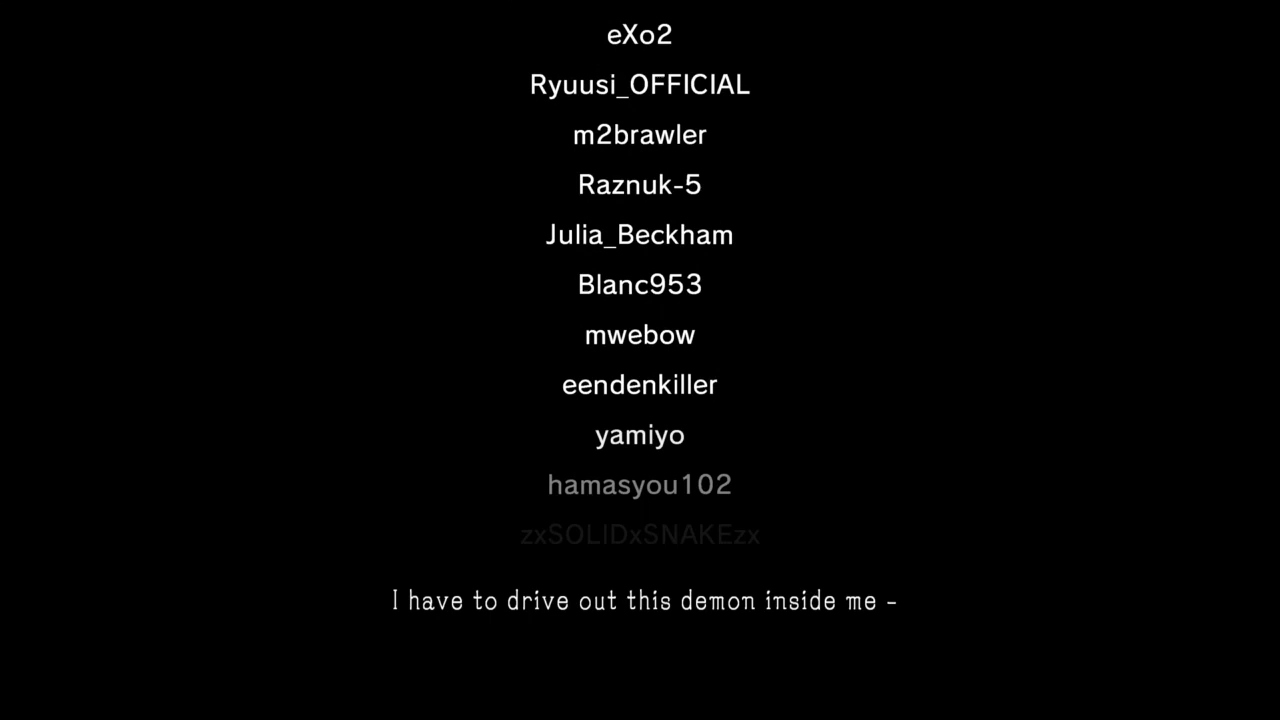 eXo2
Ryuusi_OFFICIAL
m2brawler
Raznuk-5
Julia_Beckham
Blanc953
mwebow
eendenkiller
yamiyo
hamasyou102
zxSOLIDxSNAKEzx
I have to drive out this demon inside me -